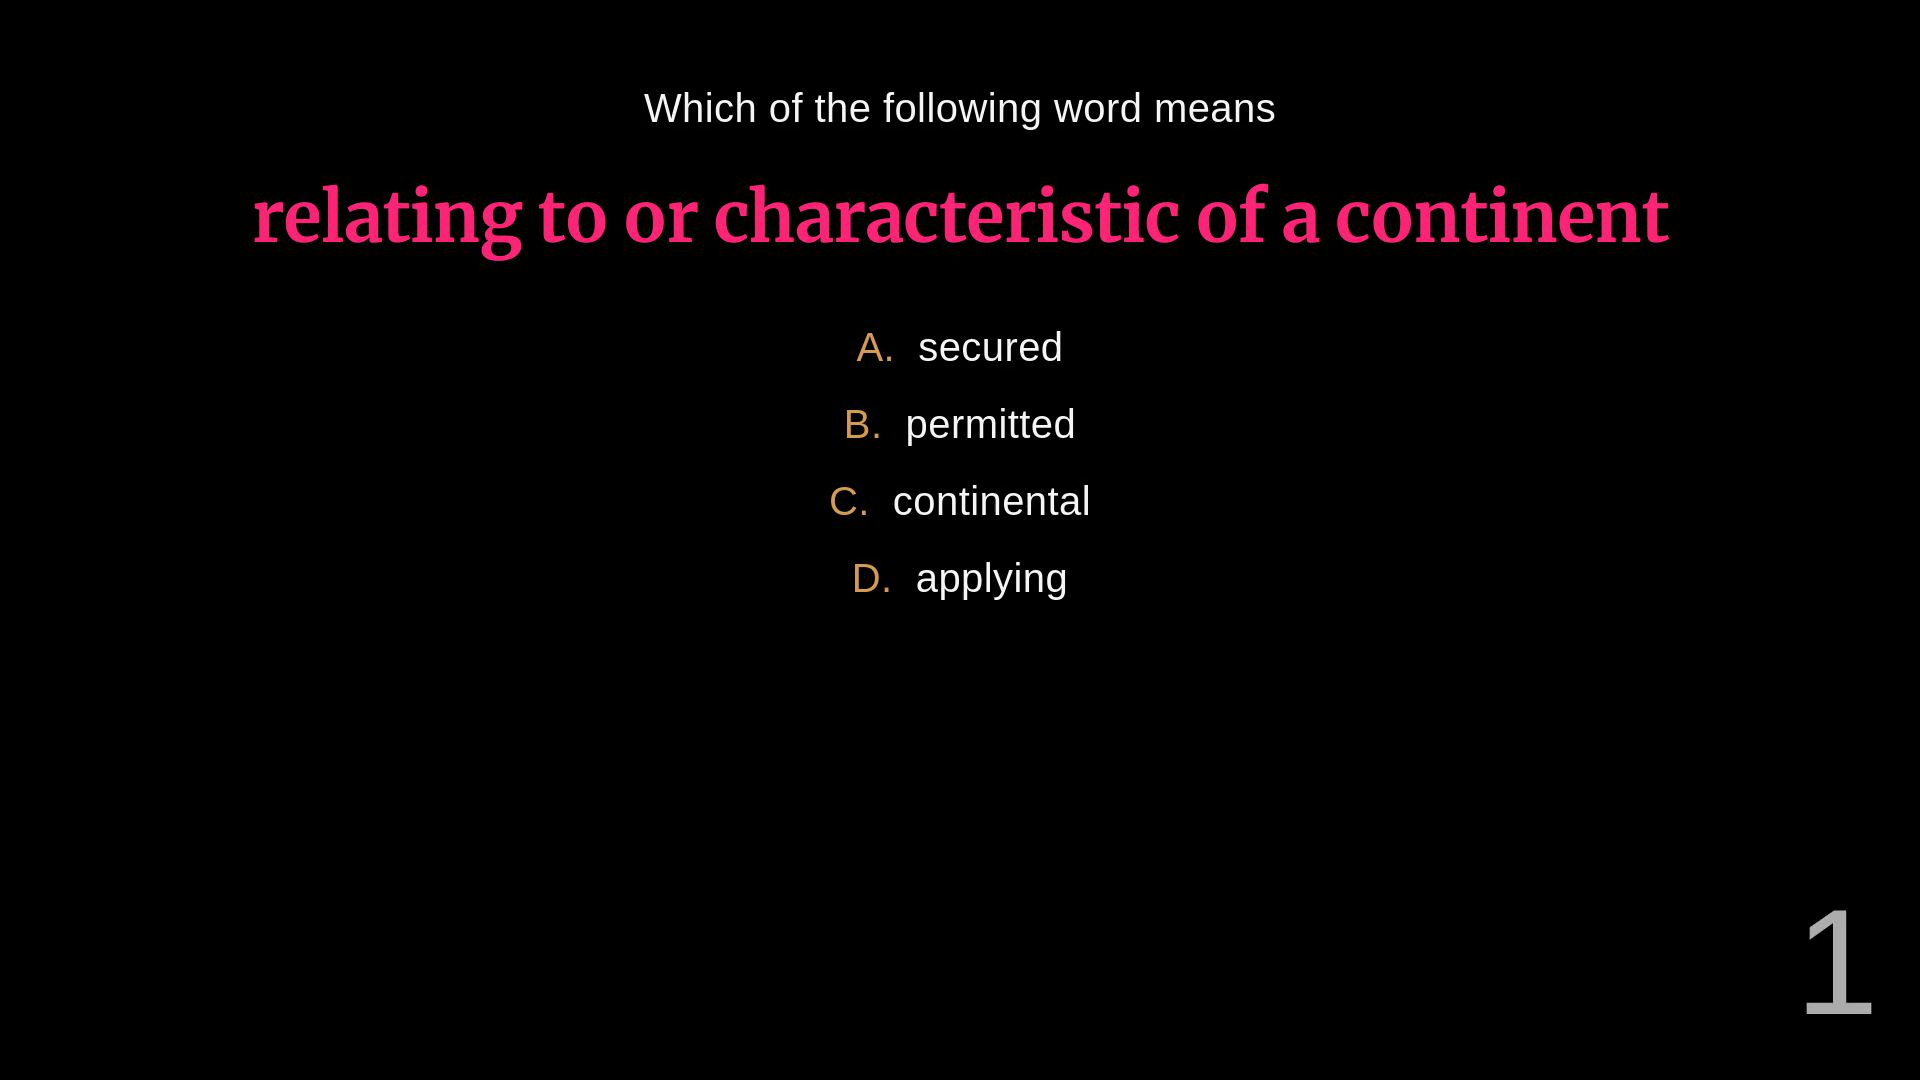 Which of the following word means
relating to or characteristic of a continent
A. secured
B. permitted
C. continental
D. applying
1